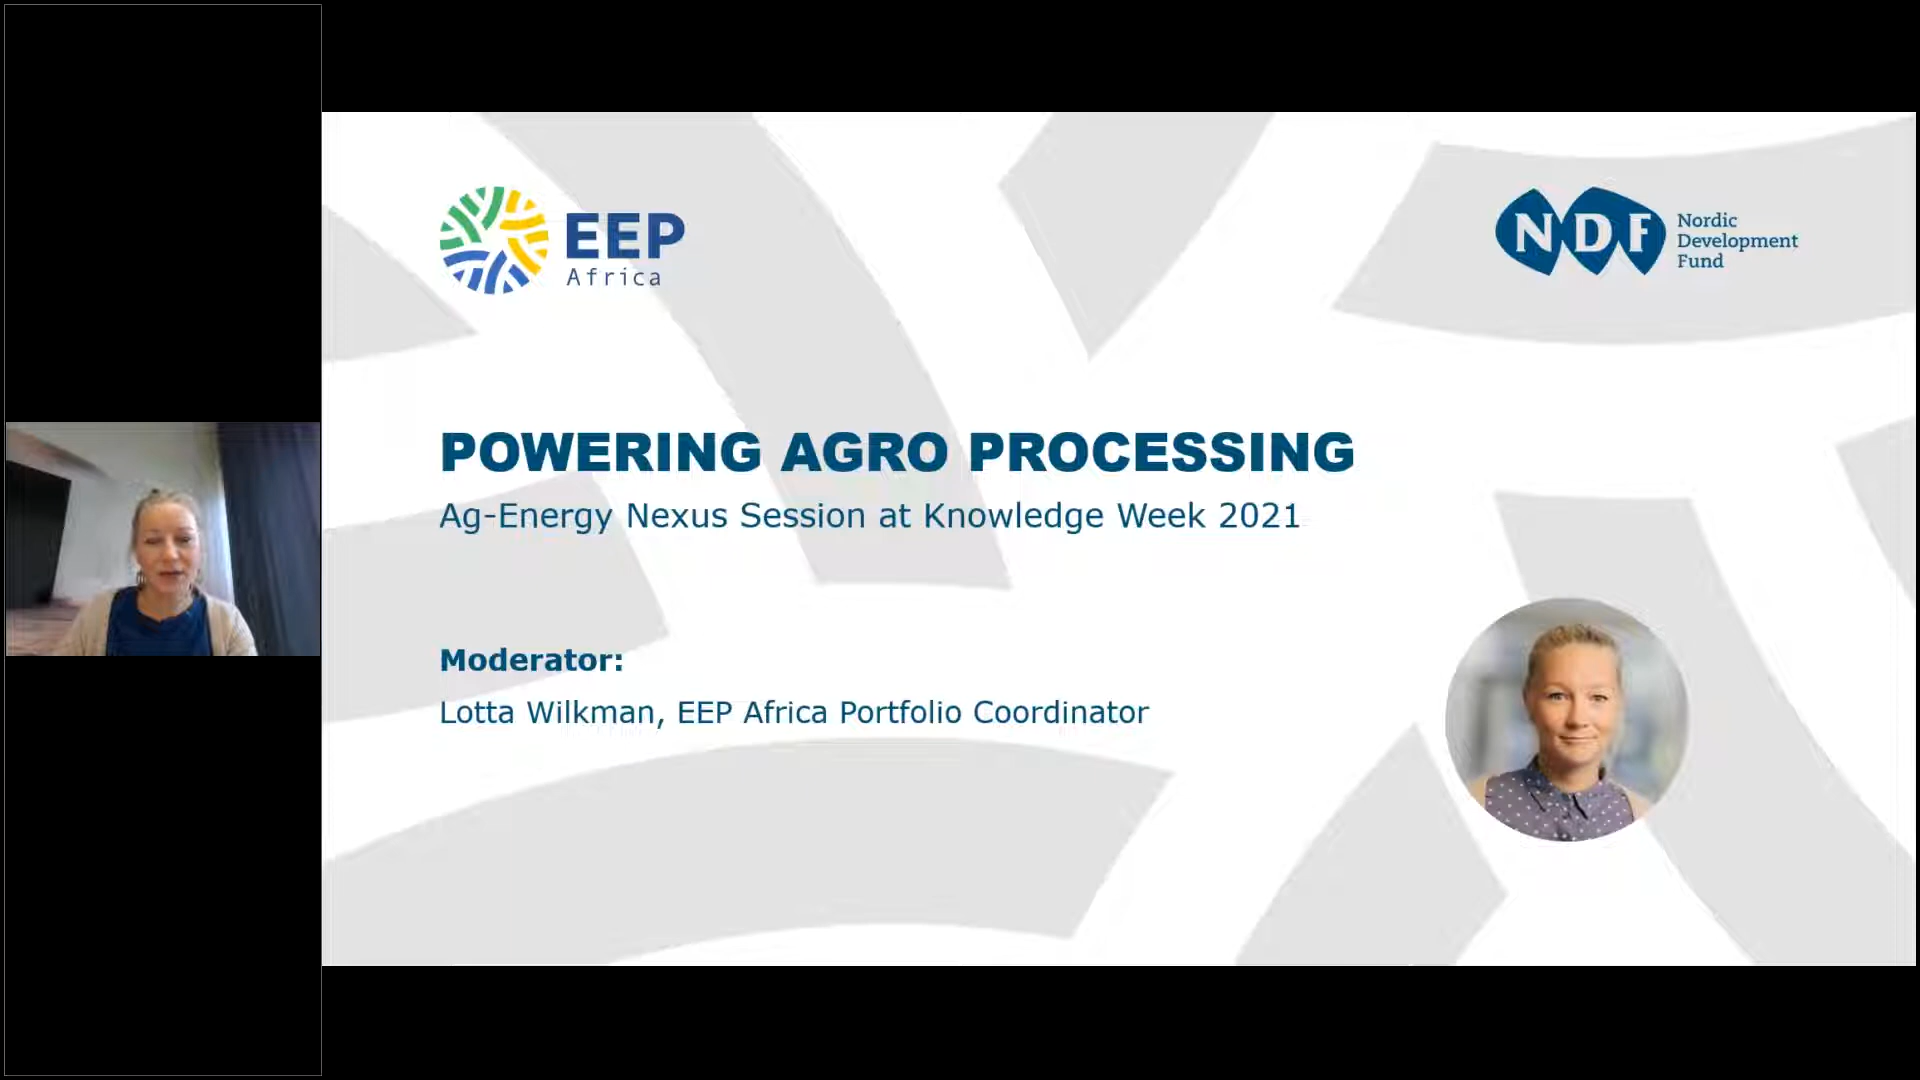 EEP
Africa
NDF
Nordic
Development
Fund
POWERING AGRO PROCESSING
Ag-Energy Nexus Session at Knowledge Week 2021
Moderator:
Lotta Wilkman, EEP Africa Portfolio Coordinator